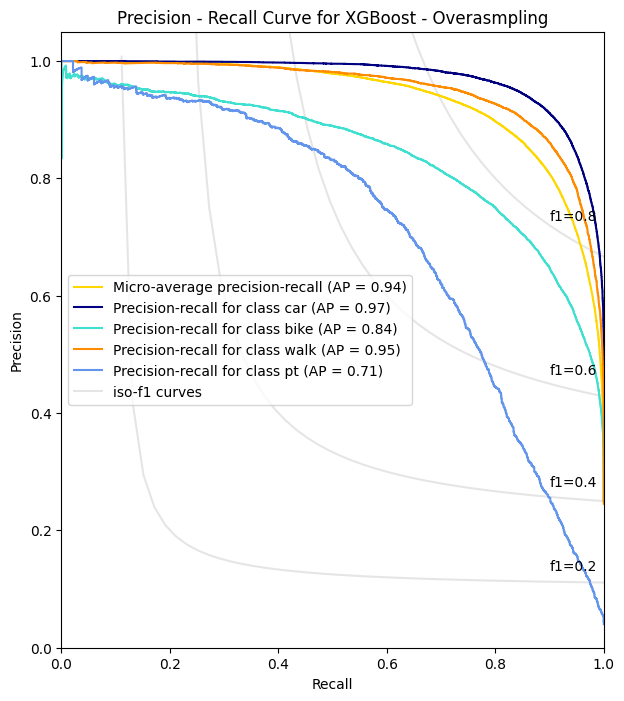 Precision - Recall Curve for XGBoost - Overasmpling
1.0
0.8
f1=0.8
0.6
Micro-average precision-recall (AP = 0.94)
Precision-recall for class car (AP = 0.97)
Precision-recall for class bike (AP = 0.84)
Precision-recall for class walk (AP = 0.95)
Precision-recall for class pt (AP = 0.71)
iso-f1 curves
Precision
f1=0.6
0.4
f1=0.4
0.2
f1=0.2
0.0
0.0 0.2 0.4 0.6 0.8 1.0
Recall